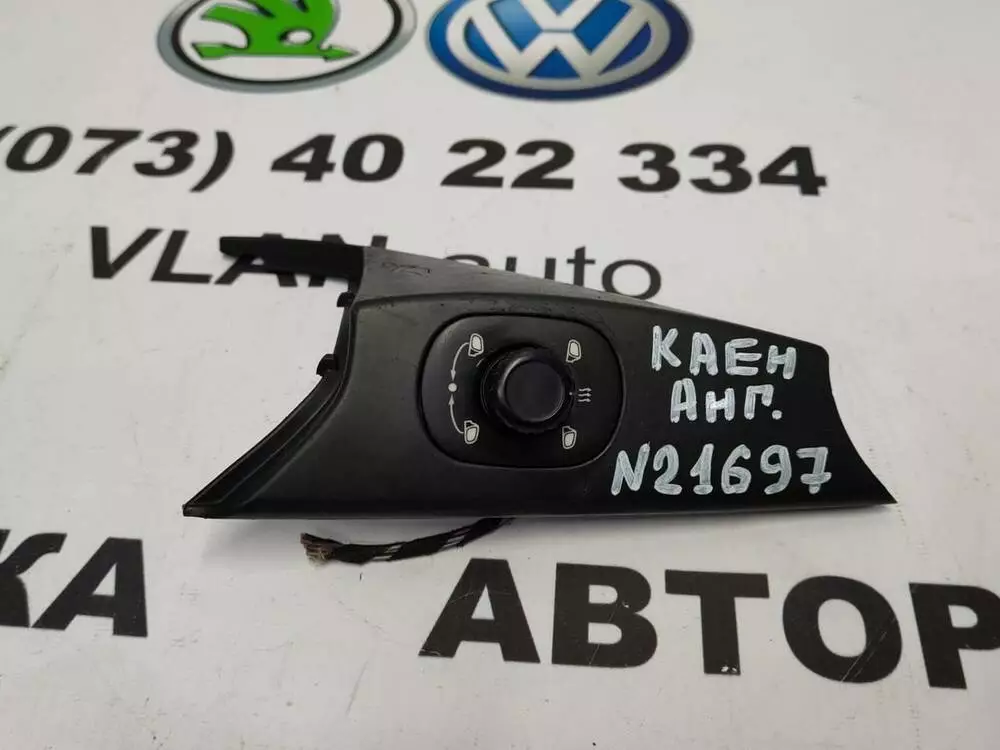 (073) 40 22 334
VLAN auto
КАЕН
АНГ.
N21697
КА АВТОР